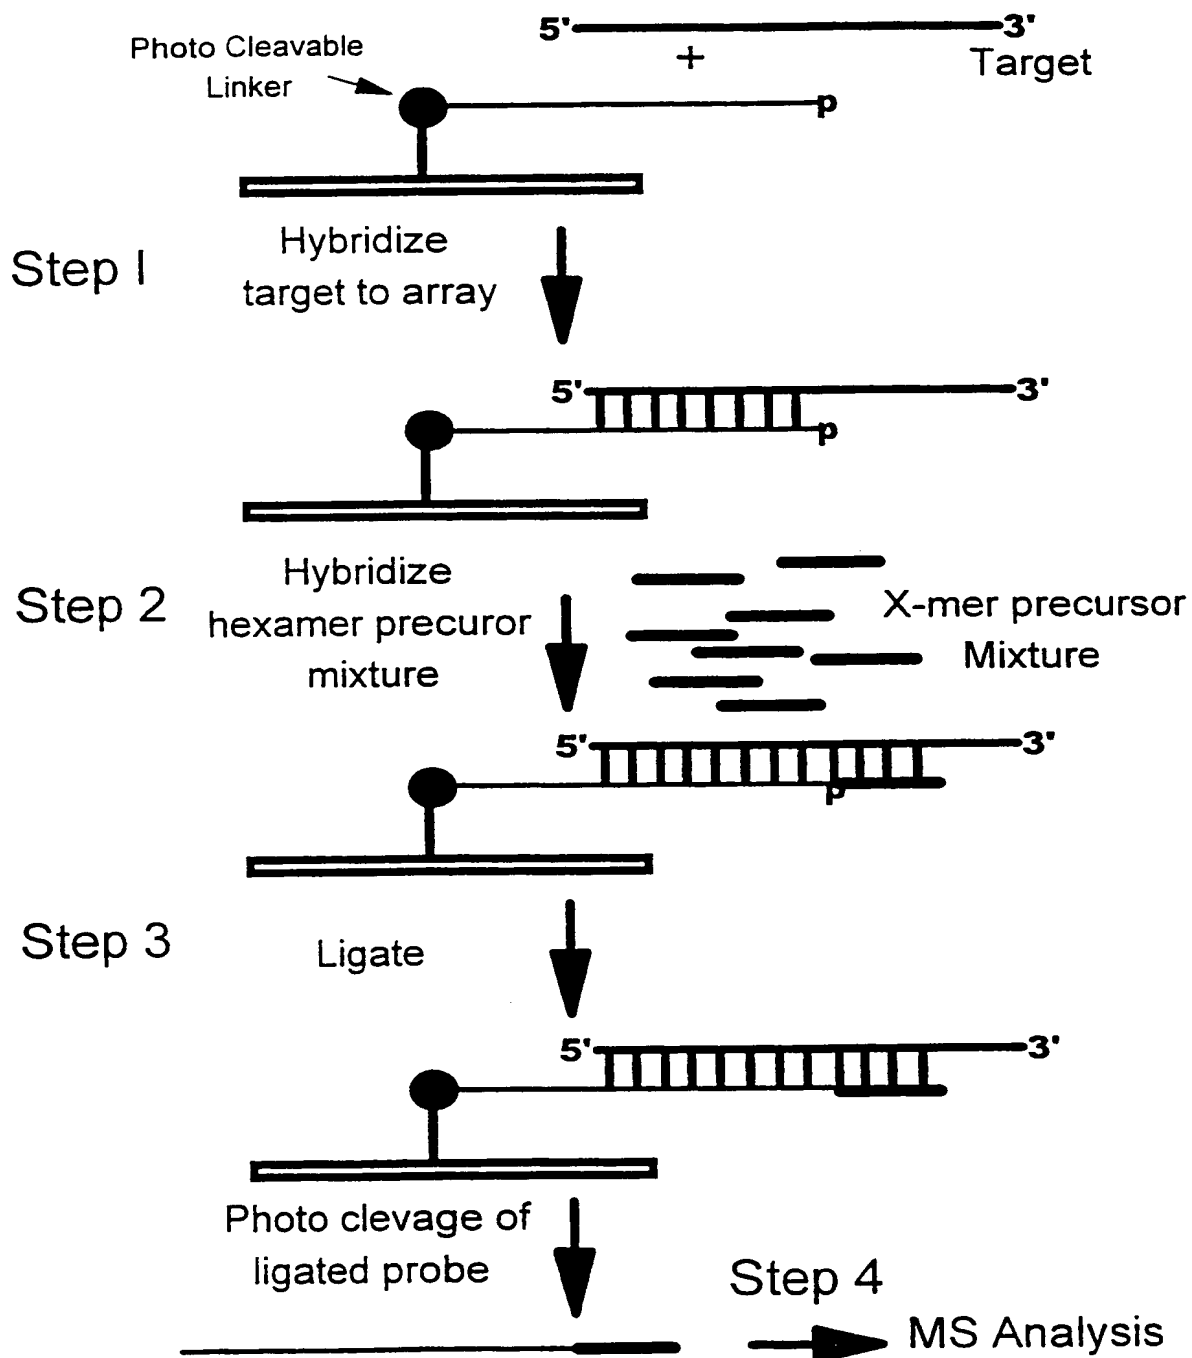 5' 3'
Photo Cleavable
Linker
+
Target
p
Step I
Hybridize
target to array
5' 3'
p
Step 2
Hybridize
hexamer precuror
mixture
X-mer precursor
Mixture
5' 3'
p
Step 3
Ligate
5' 3'
Photo clevage of
ligated probe
Step 4
MS Analysis